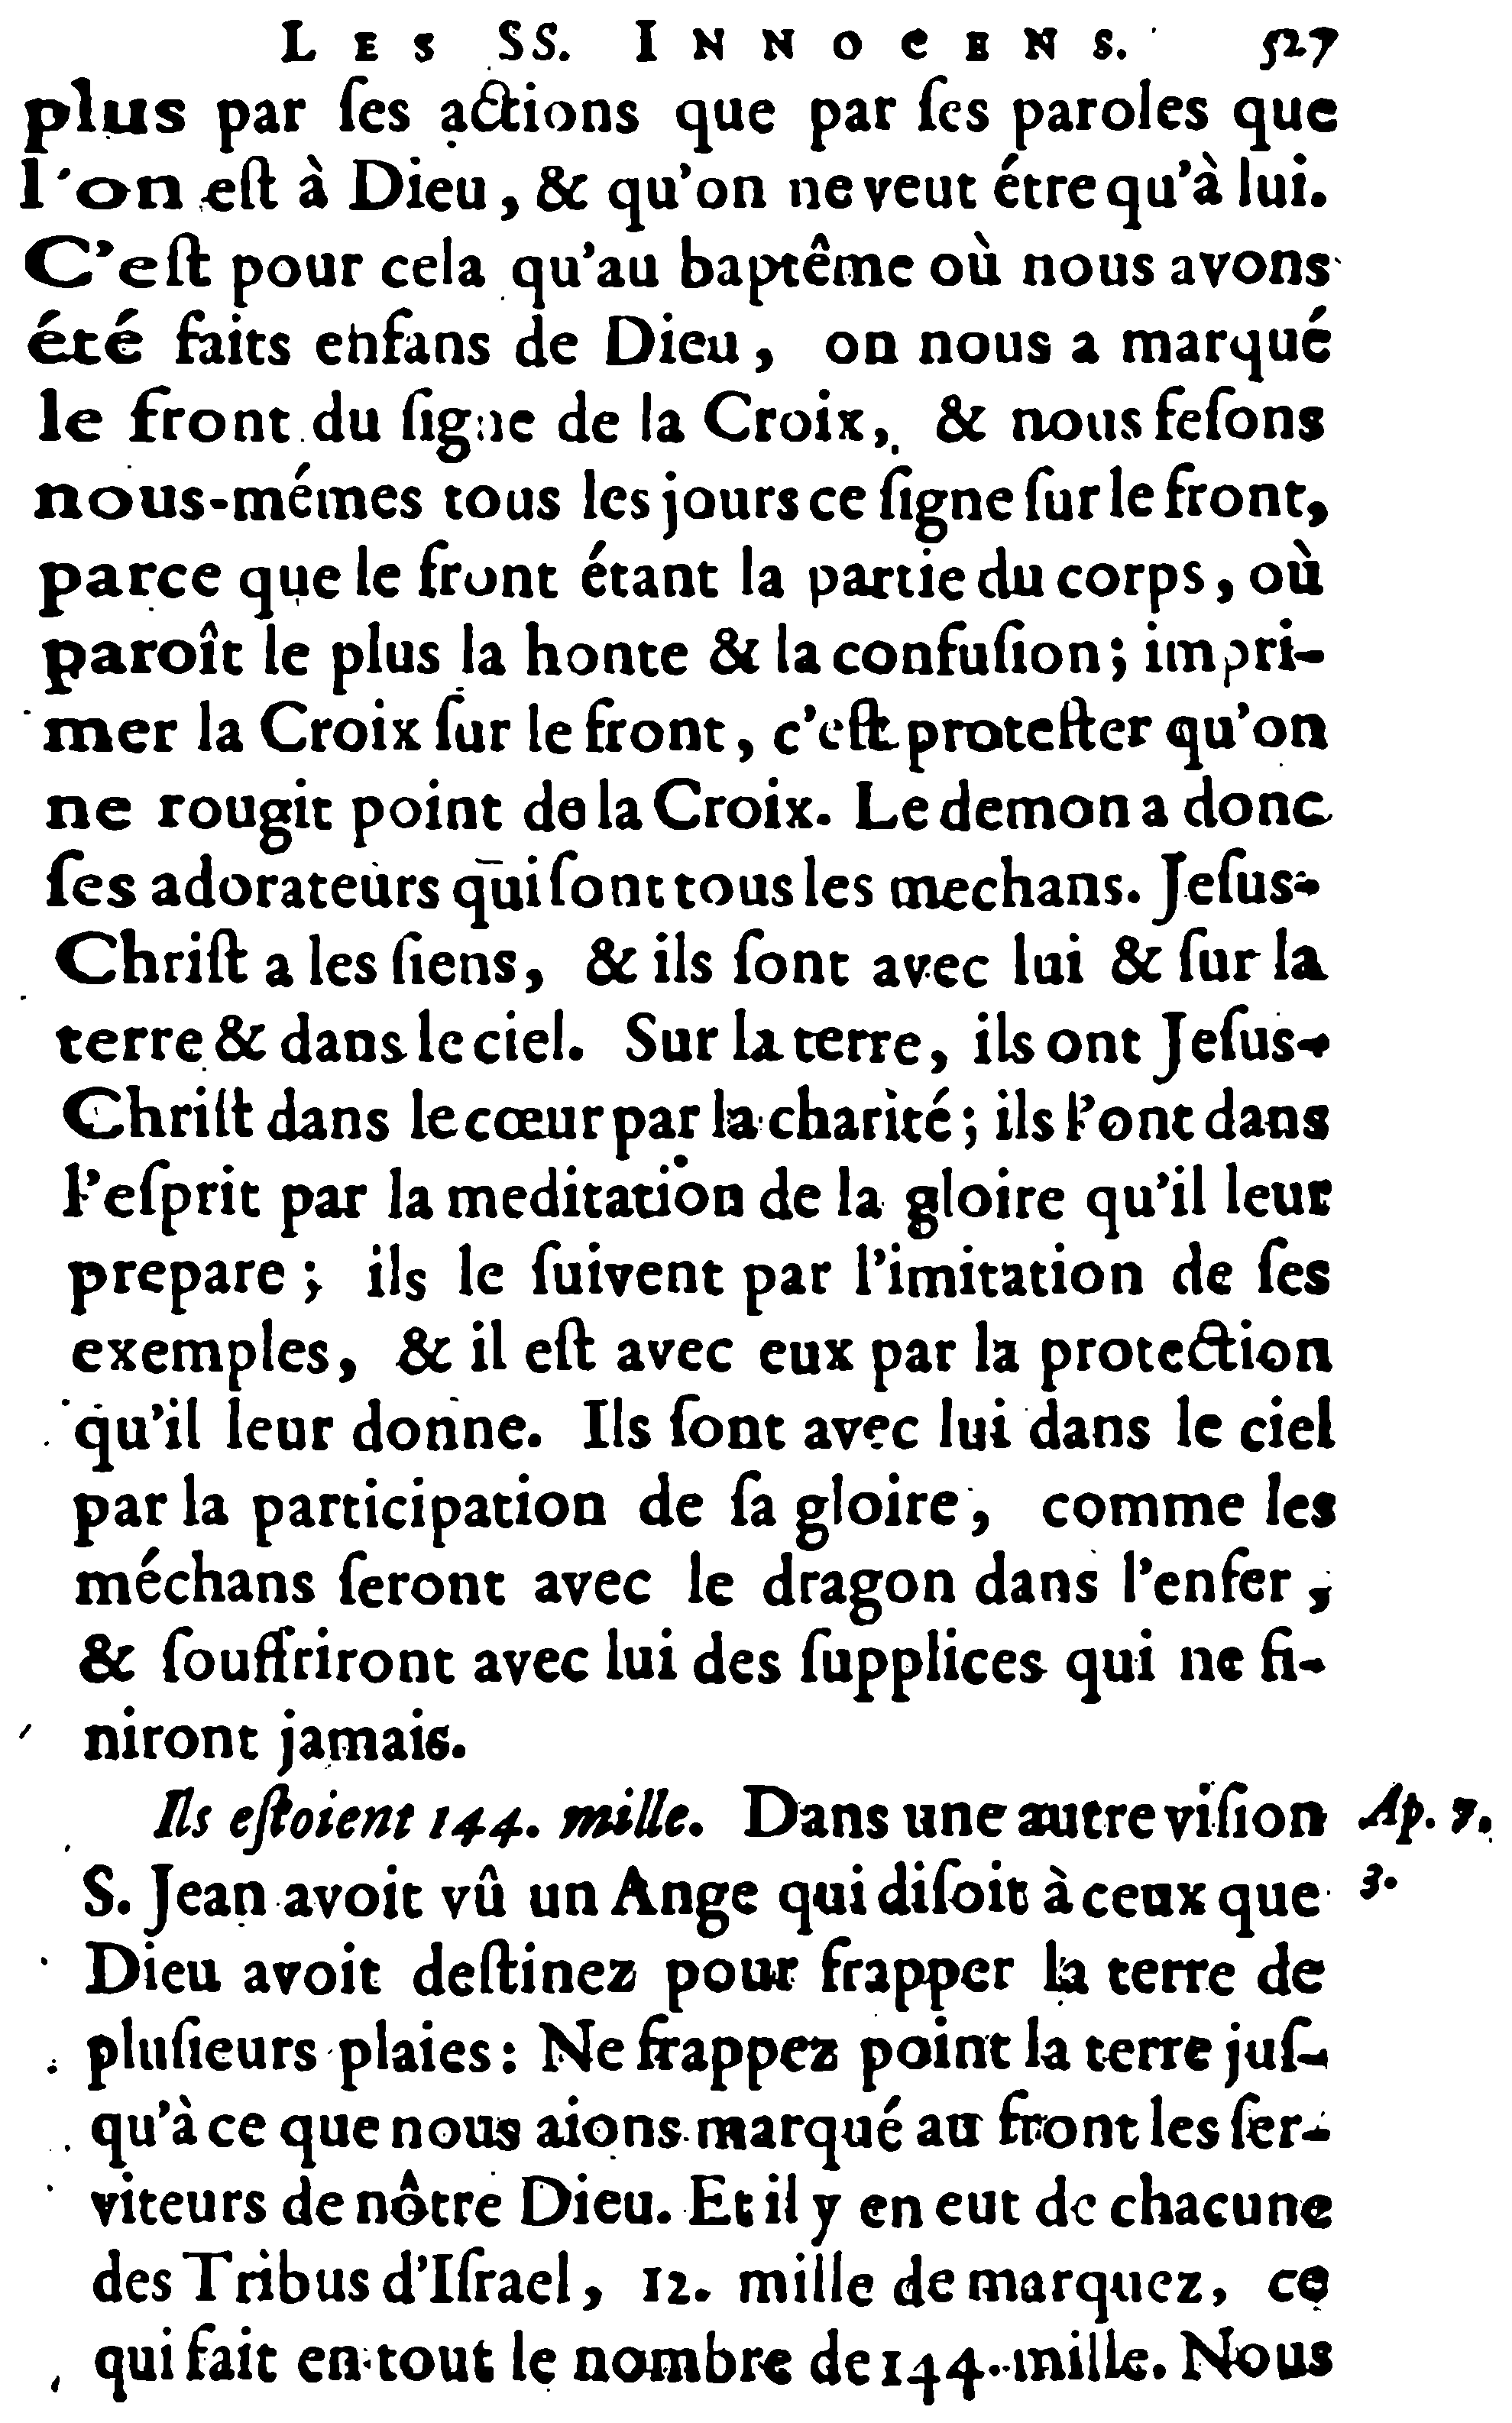 LES SS. INNOCENS. 527
plus par ſes actions que par ſes paroles que
l'on eſt à Dieu, & qu'on ne veut étre qu'à lui.
C'eſt pour cela qu'au baptême où nous avons
été faits enfans de Dieu, on nous a marqué
le front du ſigne de la Croix, & nous feſons
nous-mémes tous les jours ce ſigne ſur le front,
parce que le front étant la partie du corps, où
paroît le plus la honte & la confuſion; impri-
mer la Croix ſur le front, c'eſt proteſter qu'on
ne rougit point de la Croix. Le demon a donc
ſes adorateurs qui ſont tous les mechans. Jeſus-
Chriſt a les ſiens, & ils ſont avec lui & ſur la
terre & dans le ciel. Sur la terre, ils ont Jeſus-
Chriſt dans le cœur par la charité; ils l'ont dans
l'eſprit par la meditation de la gloire qu'il leur
prepare; ils le ſuivent par l'imitation de ſes
exemples, & il eſt avec eux par la protection
qu'il leur donne. Ils ſont avec lui dans le ciel
par la participation de ſa gloire, comme les
méchans ſeront avec le dragon dans l'enfer,
& ſouffriront avec lui des ſupplices qui ne fi-
niront jamais.
Ils eſtoient 144. mille. Dans une autre viſion Ap. 7.
S. Jean avoit vû un Ange qui diſoit à ceux que 3.
Dieu avoit deſtinez pour frapper la terre de
pluſieurs plaies: Ne frappez point la terre juſ-
qu'à ce que nous aions marqué au front les ſer-
viteurs de nôtre Dieu. Et il y en eut de chacune
des Tribus d'Iſrael, 12. mille de marquez, ce
qui fait en tout le nombre de 144. mille. Nous